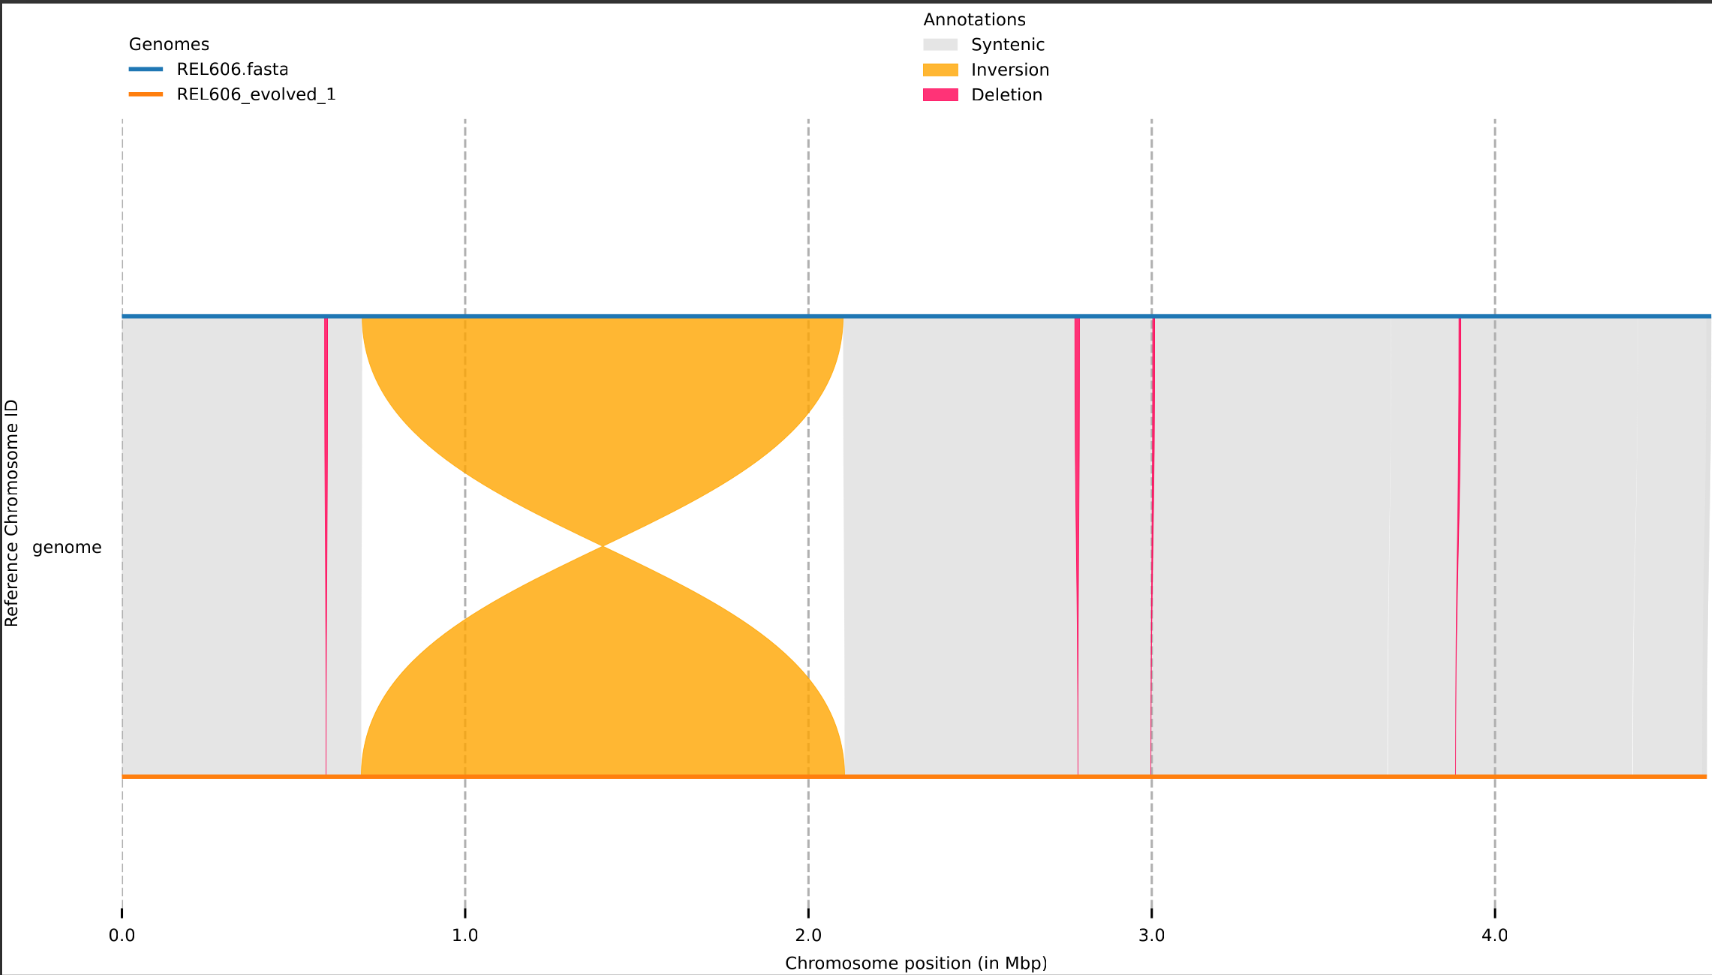 Genomes
REL606.fasta
REL606_evolved_1
Annotations
Syntenic
Inversion
Deletion
Reference Chromosome ID
genome
0.0 1.0 2.0 3.0 4.0
Chromosome position (in Mbp)